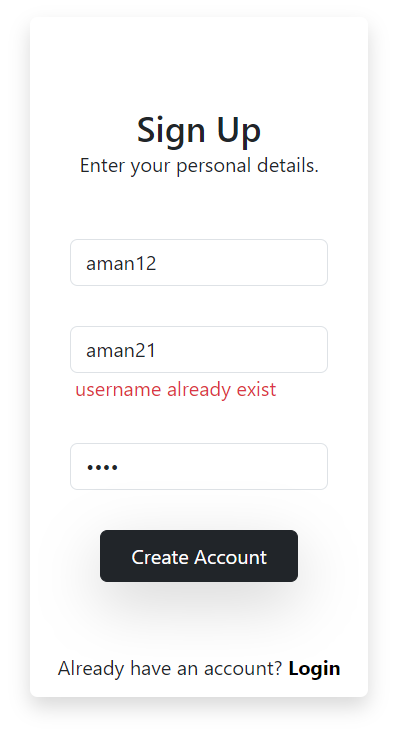 Sign Up
Enter your personal details.
aman12
aman21
username already exist
••••
Create Account
Already have an account? Login